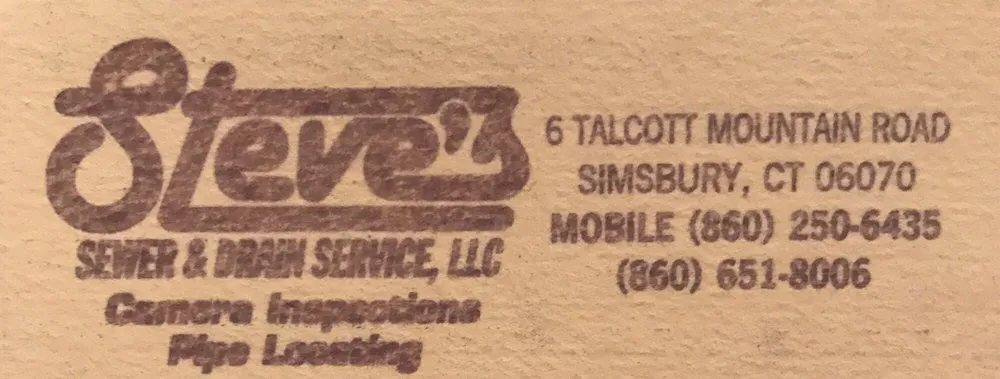 Steve's
SEWER & DRAIN SERVICE, LLC
Camera Inspections
Pipe Locating
6 TALCOTT MOUNTAIN ROAD
SIMSBURY, CT 06070
MOBILE (860) 250-6435
(860) 651-8006